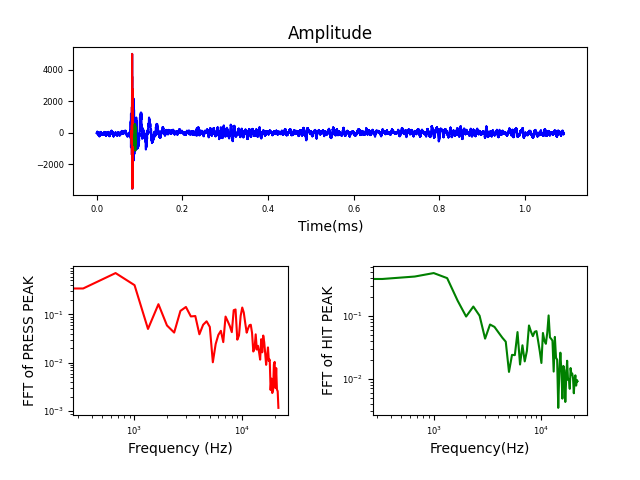 Amplitude
4000
2000
0
−2000
0.0 0.2 0.4 0.6 0.8 1.0
Time(ms)
FFT of PRESS PEAK
10⁻¹
10⁻²
10⁻³
10³ 10⁴
Frequency (Hz)
FFT of HIT PEAK
10⁻¹
10⁻²
10³ 10⁴
Frequency(Hz)